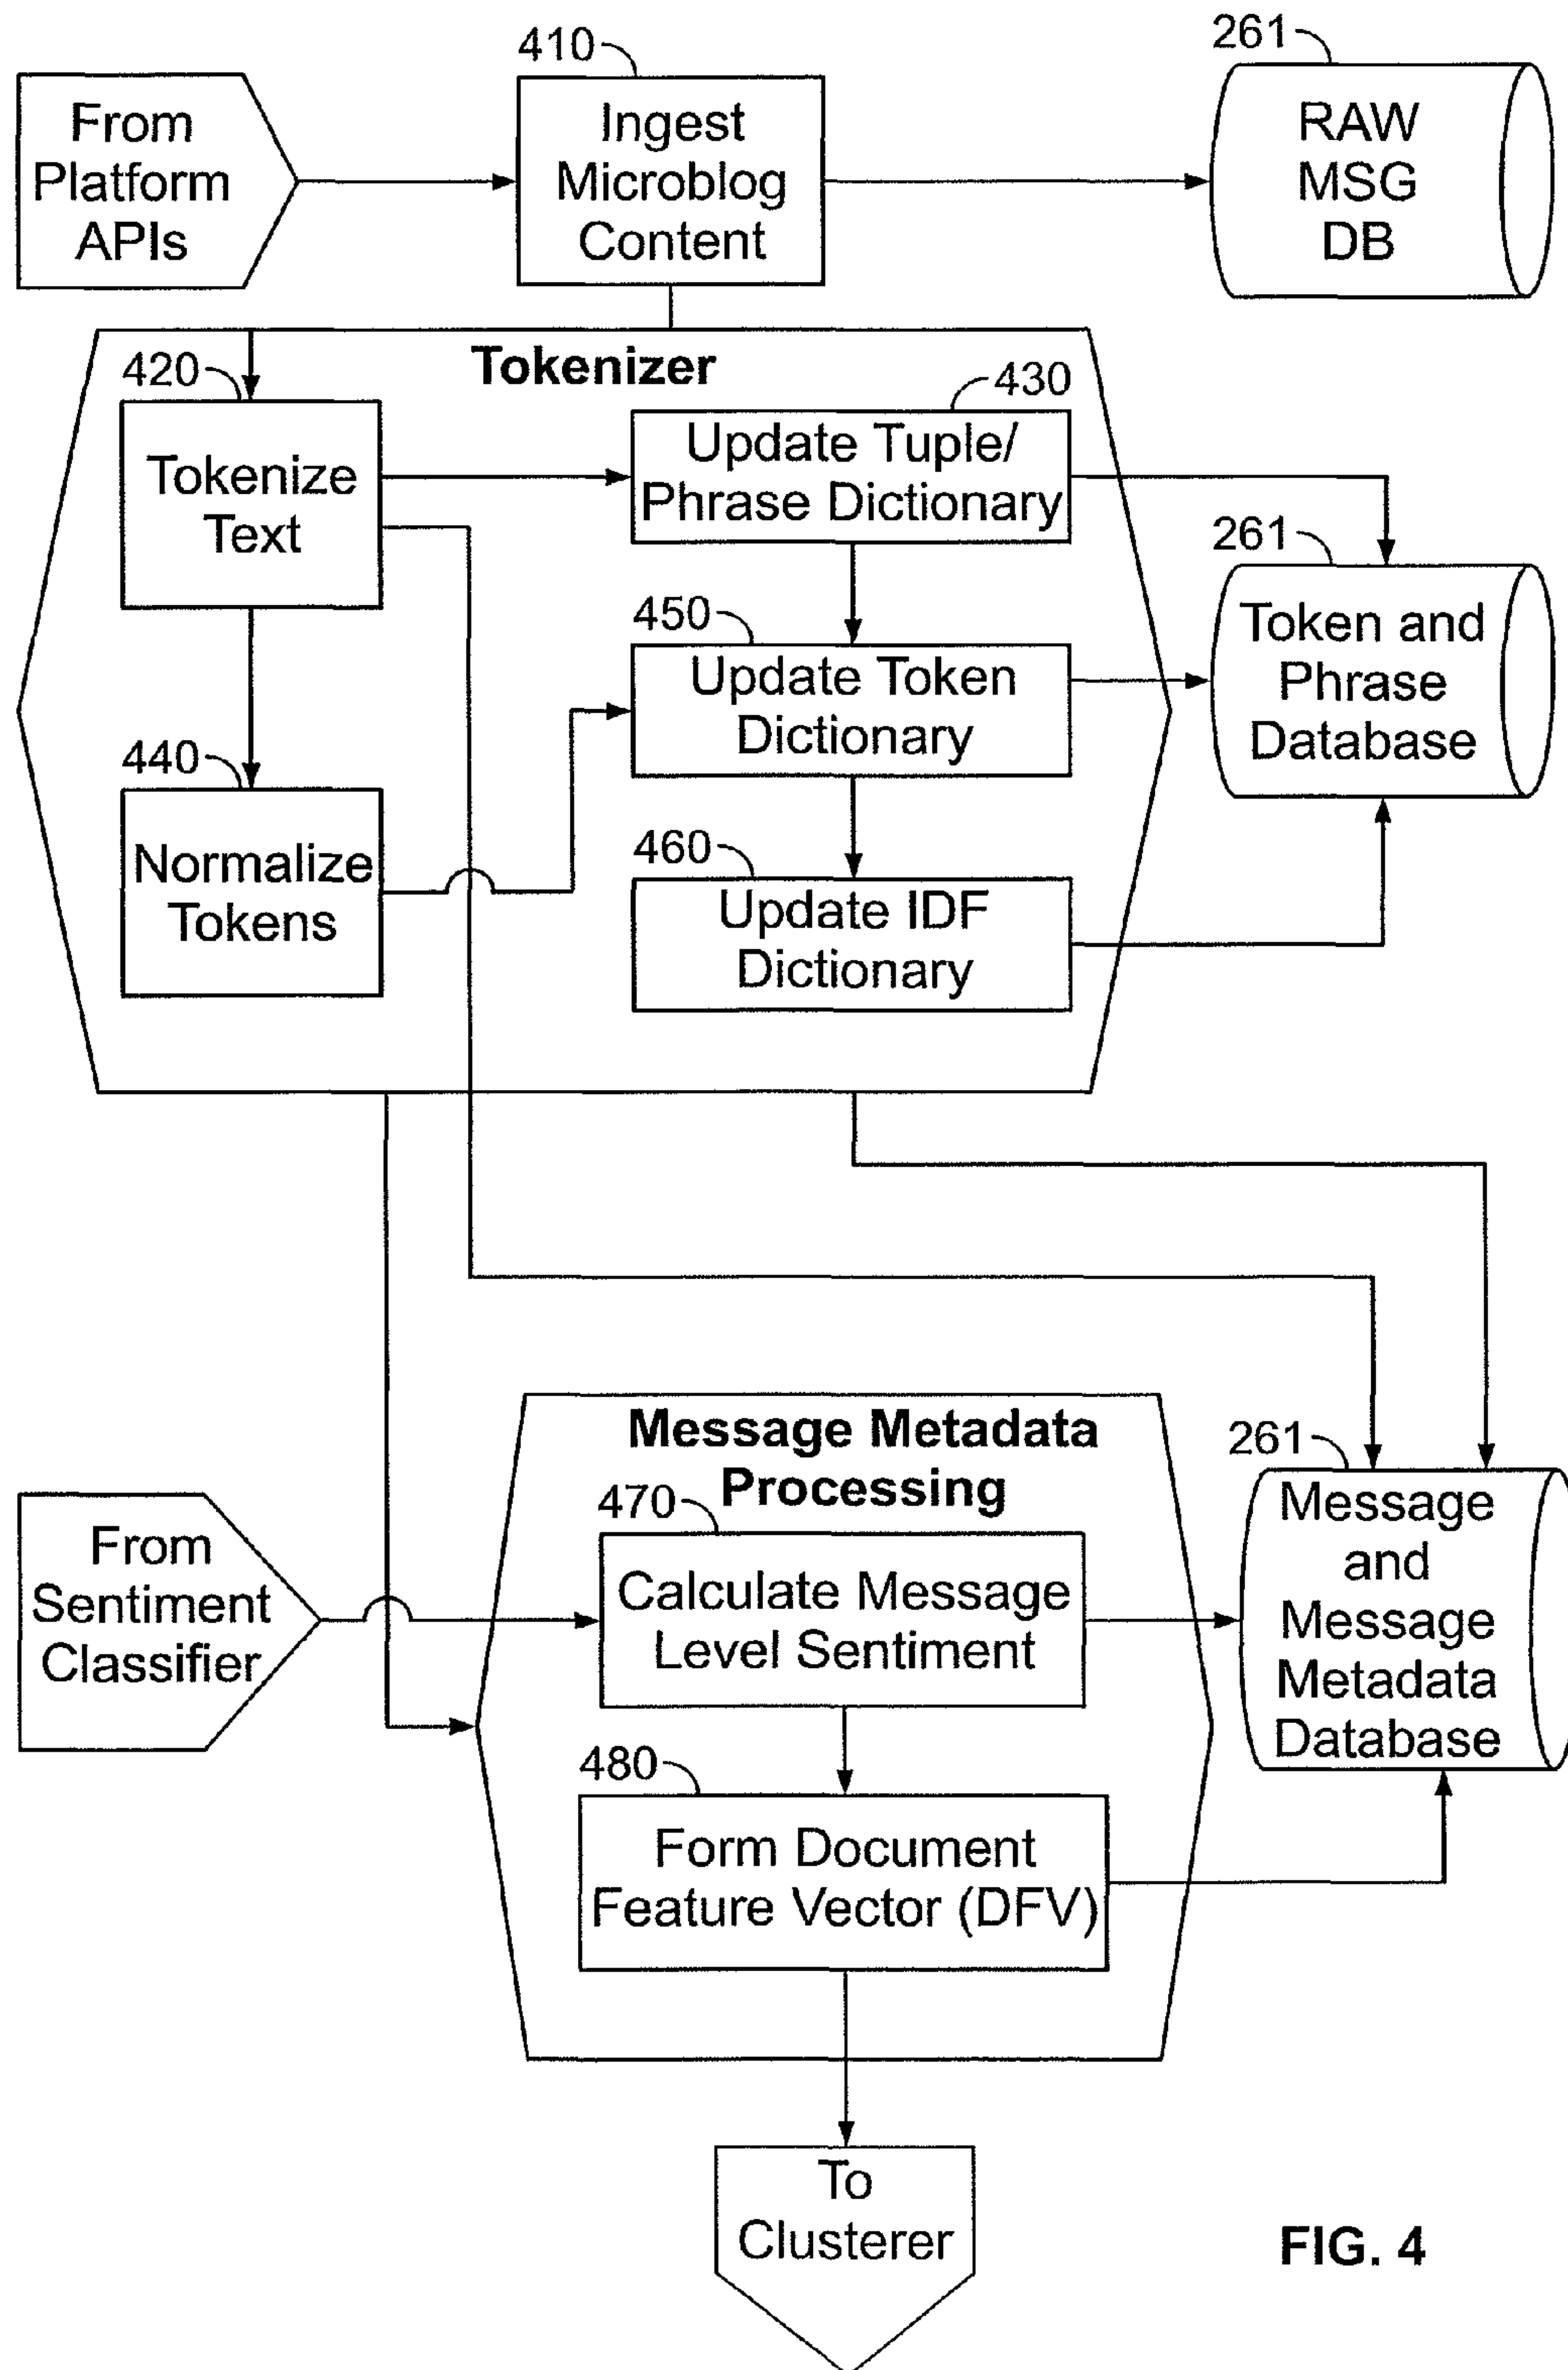 410
261
From
Platform
APIs
Ingest
Microblog
Content
RAW
MSG
DB
Tokenizer
420
430
Tokenize
Text
Update Tuple/
Phrase Dictionary
261
Token and
Phrase
Database
450
Update Token
Dictionary
440
Normalize
Tokens
460
Update IDF
Dictionary
Message Metadata
Processing
261
Message
and
Message
Metadata
Database
From
Sentiment
Classifier
470
Calculate Message
Level Sentiment
480
Form Document
Feature Vector (DFV)
To
Clusterer
FIG. 4